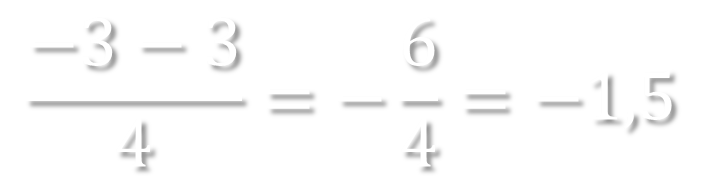 (−3 − 3)/4 = −6/4 = −1,5